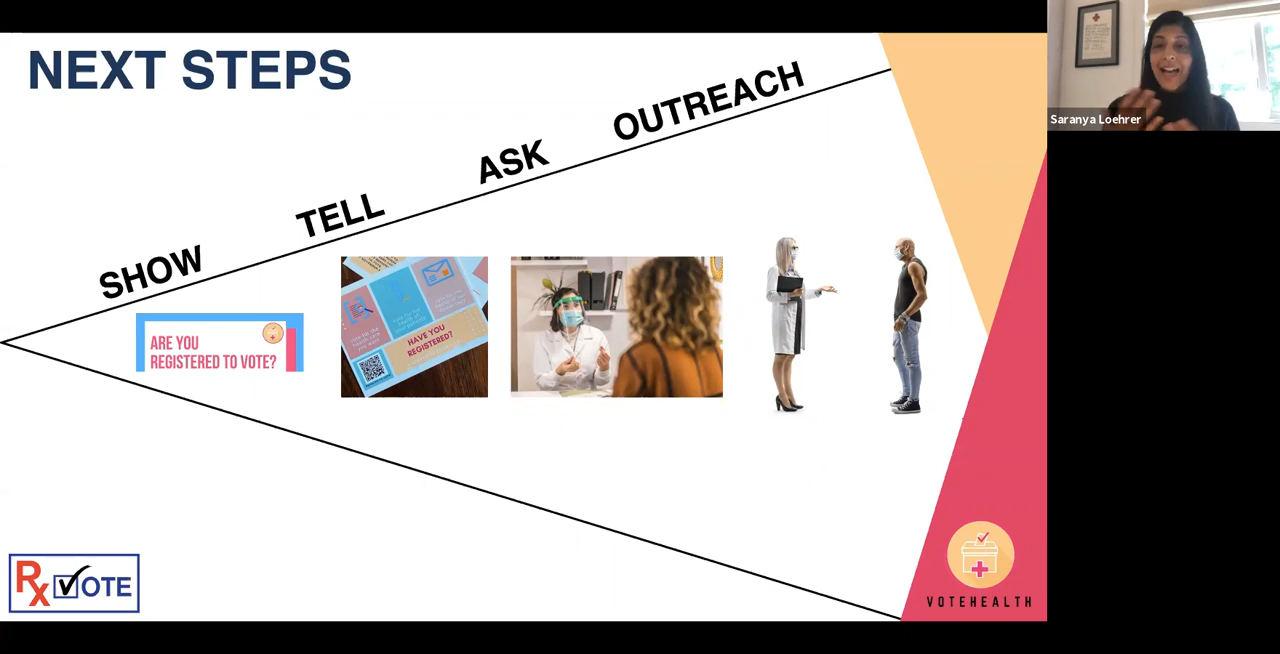 NEXT STEPS
SHOW
TELL
ASK
OUTREACH
ARE YOU
REGISTERED TO VOTE?
HAVE YOU
REGISTERED?
Rx VOTE
VOTEHEALTH
Saranya Loehrer